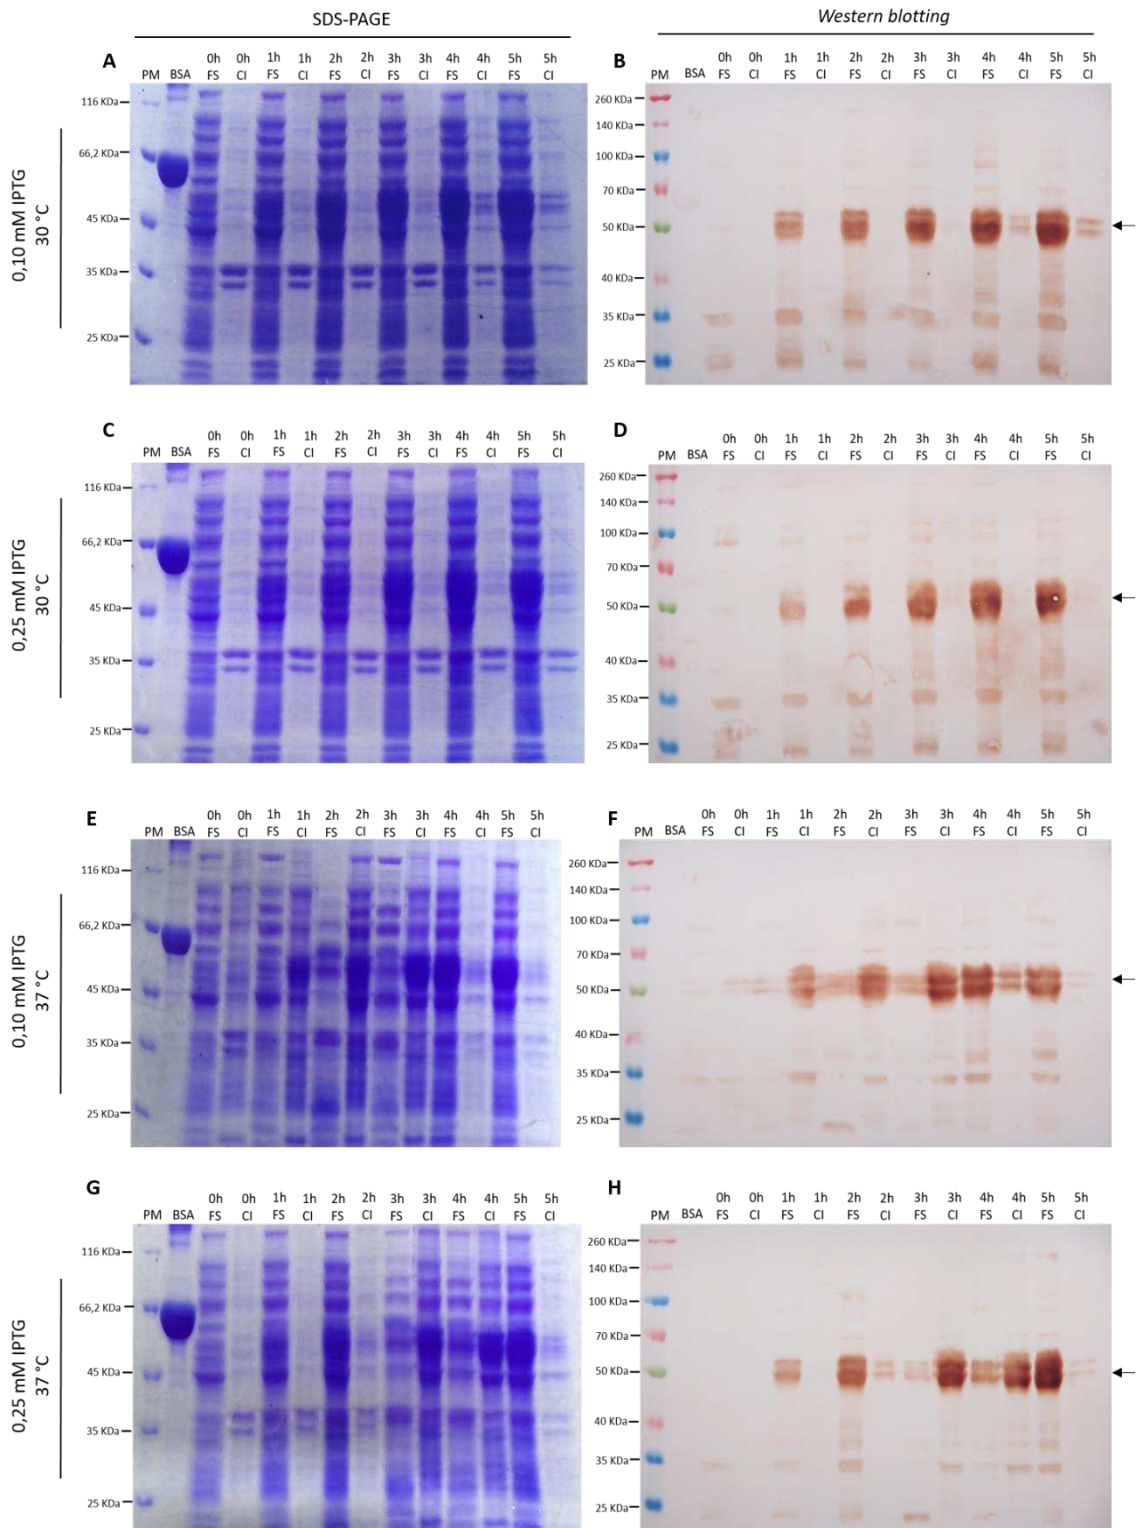 SDS-PAGE
Western blotting
A
PM BSA 0h FS 0h CI 1h FS 1h CI 2h FS 2h CI 3h FS 3h CI 4h FS 4h CI 5h FS 5h CI
116 KDa
66,2 KDa
45 KDa
35 KDa
25 KDa
0,10 mM IPTG
30 °C
B
PM BSA 0h FS 0h CI 1h FS 1h CI 2h FS 2h CI 3h FS 3h CI 4h FS 4h CI 5h FS 5h CI
260 KDa
140 KDa
100 KDa
70 KDa
50 KDa
40 KDa
35 KDa
25 KDa
C
PM BSA 0h FS 0h CI 1h FS 1h CI 2h FS 2h CI 3h FS 3h CI 4h FS 4h CI 5h FS 5h CI
116 KDa
66,2 KDa
45 KDa
35 KDa
25 KDa
0,25 mM IPTG
30 °C
D
PM BSA 0h FS 0h CI 1h FS 1h CI 2h FS 2h CI 3h FS 3h CI 4h FS 4h CI 5h FS 5h CI
260 KDa
140 KDa
100 KDa
70 KDa
50 KDa
40 KDa
35 KDa
25 KDa
E
PM BSA 0h FS 0h CI 1h FS 1h CI 2h FS 2h CI 3h FS 3h CI 4h FS 4h CI 5h FS 5h CI
116 KDa
66,2 KDa
45 KDa
35 KDa
25 KDa
0,10 mM IPTG
37 °C
F
PM BSA 0h FS 0h CI 1h FS 1h CI 2h FS 2h CI 3h FS 3h CI 4h FS 4h CI 5h FS 5h CI
260 KDa
140 KDa
100 KDa
70 KDa
50 KDa
40 KDa
35 KDa
25 KDa
G
PM BSA 0h FS 0h CI 1h FS 1h CI 2h FS 2h CI 3h FS 3h CI 4h FS 4h CI 5h FS 5h CI
116 KDa
66,2 KDa
45 KDa
35 KDa
25 KDa
0,25 mM IPTG
37 °C
H
PM BSA 0h FS 0h CI 1h FS 1h CI 2h FS 2h CI 3h FS 3h CI 4h FS 4h CI 5h FS 5h CI
260 KDa
140 KDa
100 KDa
70 KDa
50 KDa
40 KDa
35 KDa
25 KDa